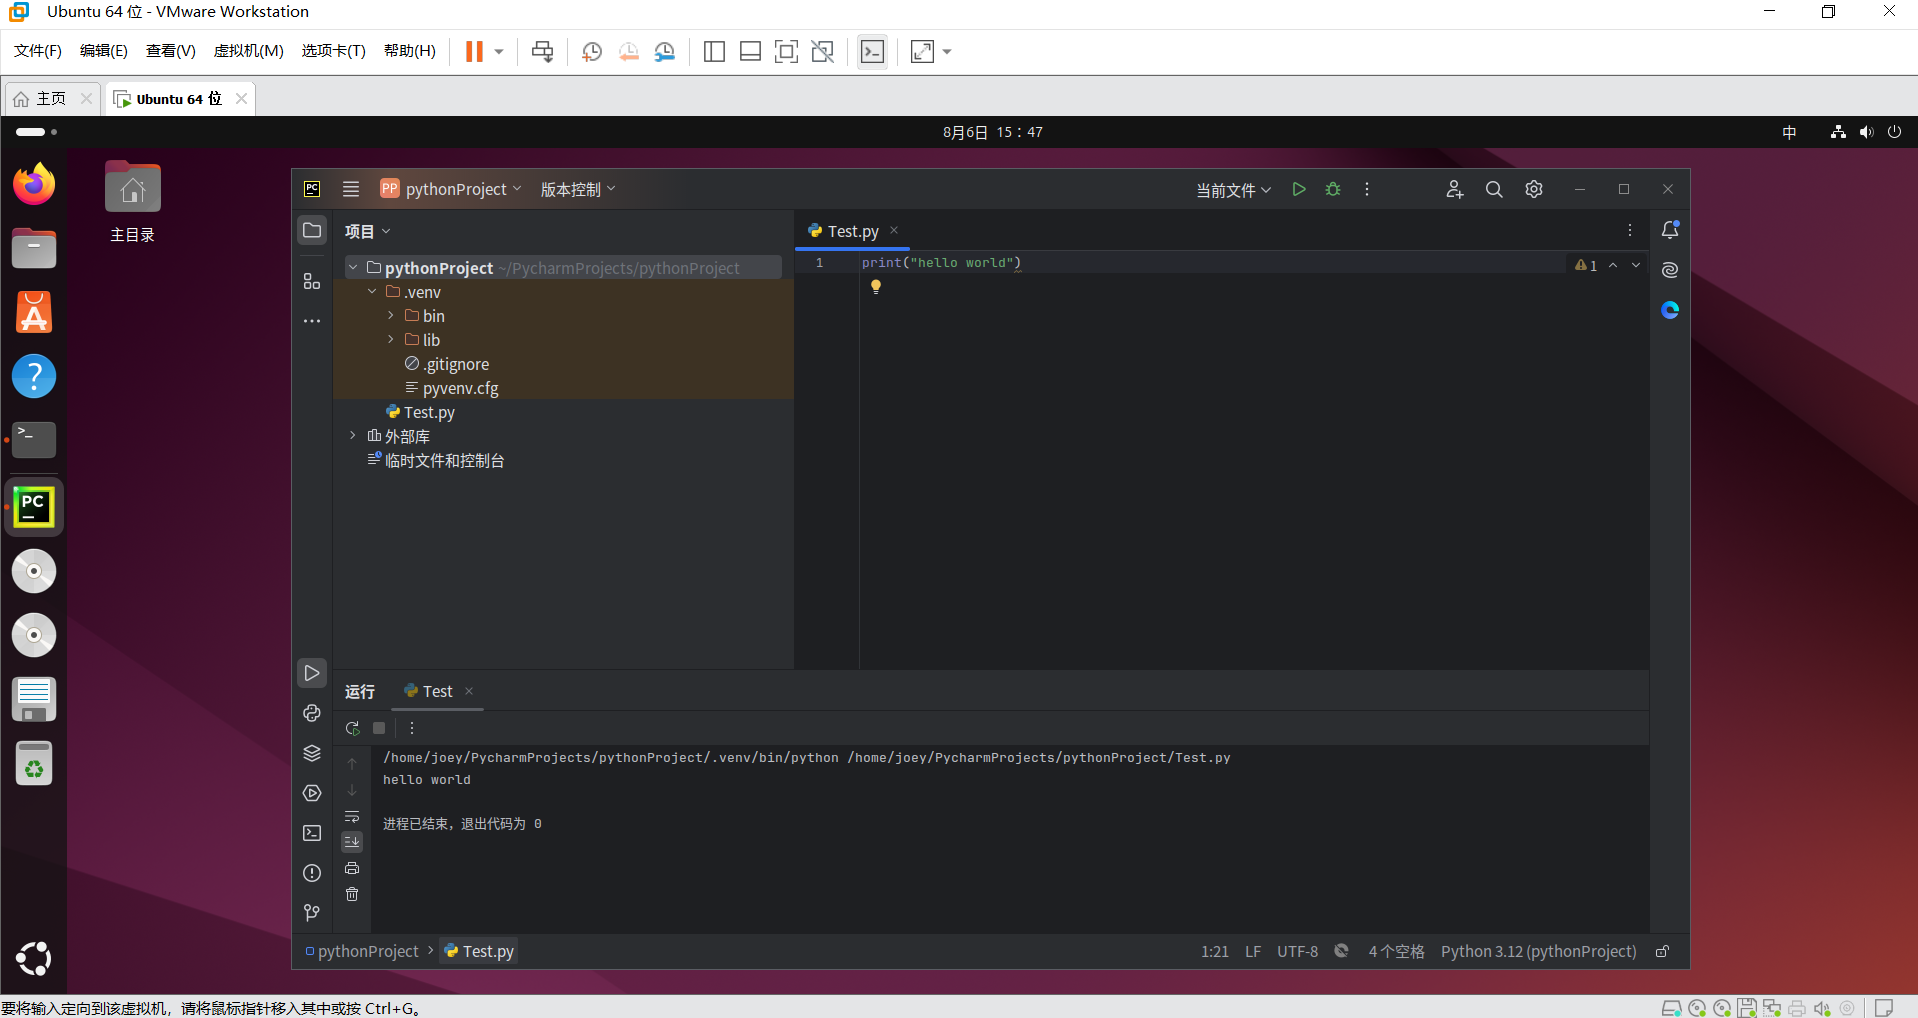 Ubuntu 64 位 - VMware Workstation
文件(F) 编辑(E) 查看(V) 虚拟机(M) 选项卡(T) 帮助(H)
主页 Ubuntu 64 位
8月6日 15：47 中
主目录
PC PP pythonProject 版本控制 当前文件
项目 Test.py
pythonProject ~/PycharmProjects/pythonProject
1 print("hello world") 1
.venv
bin
lib
.gitignore
pyvenv.cfg
Test.py
外部库
临时文件和控制台
PC
运行 Test
/home/joey/PycharmProjects/pythonProject/.venv/bin/python /home/joey/PycharmProjects/pythonProject/Test.py
hello world
进程已结束，退出代码为 0
pythonProject Test.py 1:21 LF UTF-8 4 个空格 Python 3.12 (pythonProject)
要将输入定向到该虚拟机，请将鼠标指针移入其中或按 Ctrl+G。